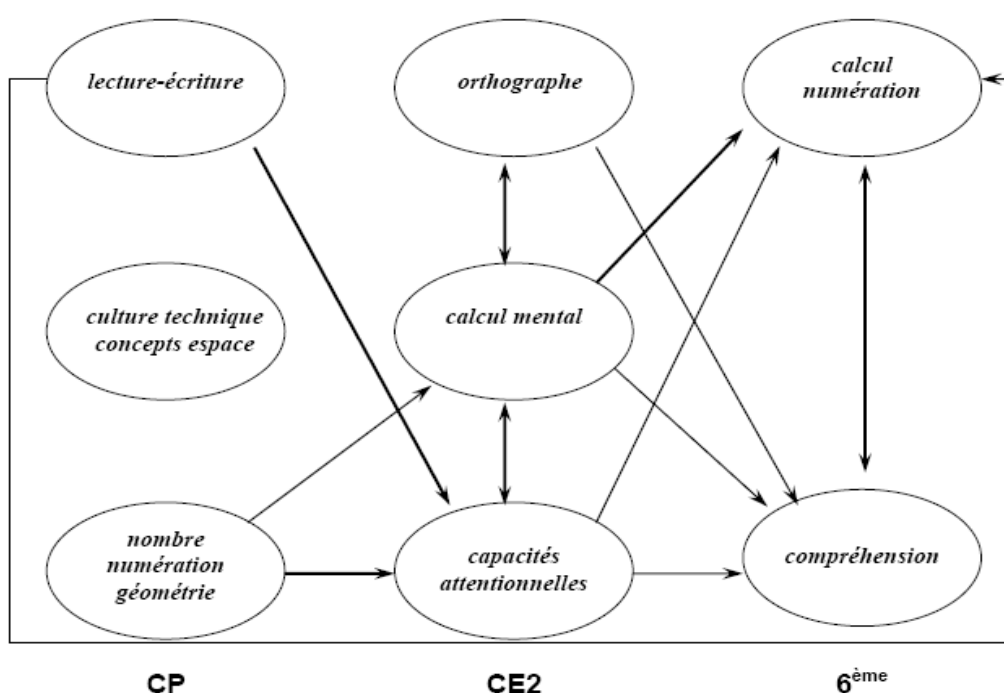 lecture-écriture
orthographe
calcul
numération
culture technique
concepts espace
calcul mental
nombre
numération
géométrie
capacités
attentionnelles
compréhension
CP
CE2
6ème